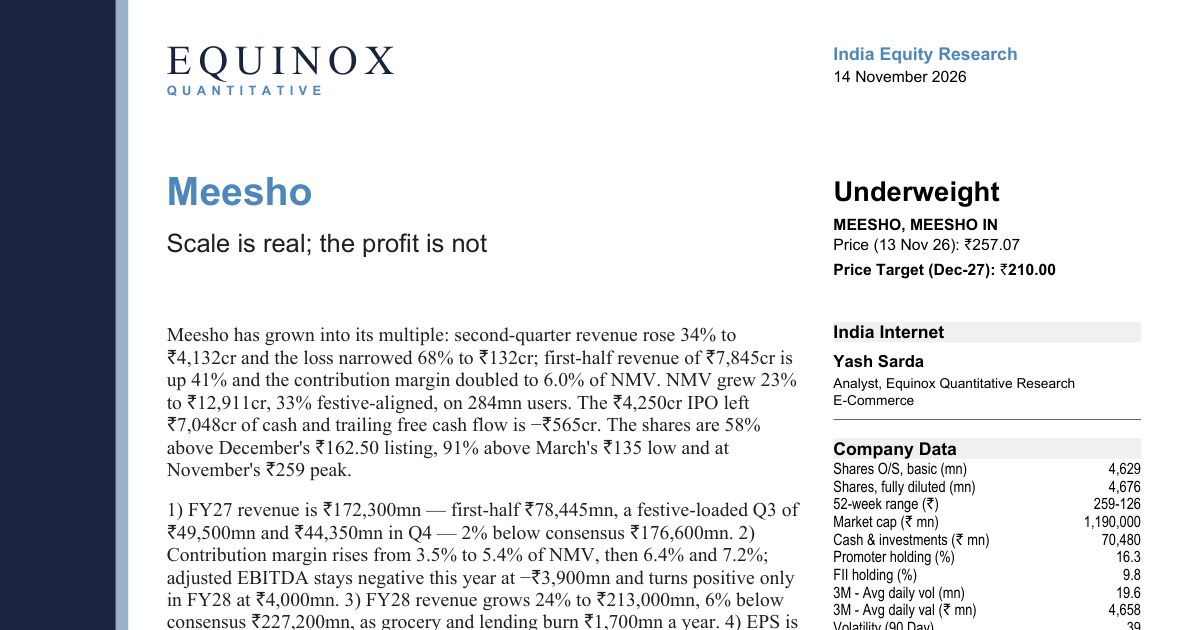 EQUINOX
QUANTITATIVE
India Equity Research
14 November 2026
Meesho
Scale is real; the profit is not
Underweight
MEESHO, MEESHO IN
Price (13 Nov 26): ₹257.07
Price Target (Dec-27): ₹210.00
Meesho has grown into its multiple: second-quarter revenue rose 34% to
₹4,132cr and the loss narrowed 68% to ₹132cr; first-half revenue of ₹7,845cr is
up 41% and the contribution margin doubled to 6.0% of NMV. NMV grew 23%
to ₹12,911cr, 33% festive-aligned, on 284mn users. The ₹4,250cr IPO left
₹7,048cr of cash and trailing free cash flow is −₹565cr. The shares are 58%
above December's ₹162.50 listing, 91% above March's ₹135 low and at
November's ₹259 peak.
1) FY27 revenue is ₹172,300mn — first-half ₹78,445mn, a festive-loaded Q3 of
₹49,500mn and ₹44,350mn in Q4 — 2% below consensus ₹176,600mn. 2)
Contribution margin rises from 3.5% to 5.4% of NMV, then 6.4% and 7.2%;
adjusted EBITDA stays negative this year at −₹3,900mn and turns positive only
in FY28 at ₹4,000mn. 3) FY28 revenue grows 24% to ₹213,000mn, 6% below
consensus ₹227,200mn, as grocery and lending burn ₹1,700mn a year. 4) EPS is
India Internet
Yash Sarda
Analyst, Equinox Quantitative Research
E-Commerce
Company Data
Shares O/S, basic (mn) 4,629
Shares, fully diluted (mn) 4,676
52-week range (₹) 259-126
Market cap (₹ mn) 1,190,000
Cash & investments (₹ mn) 70,480
Promoter holding (%) 16.3
FII holding (%) 9.8
3M - Avg daily vol (mn) 19.6
3M - Avg daily val (₹ mn) 4,658
Volatility (90 Day) 39